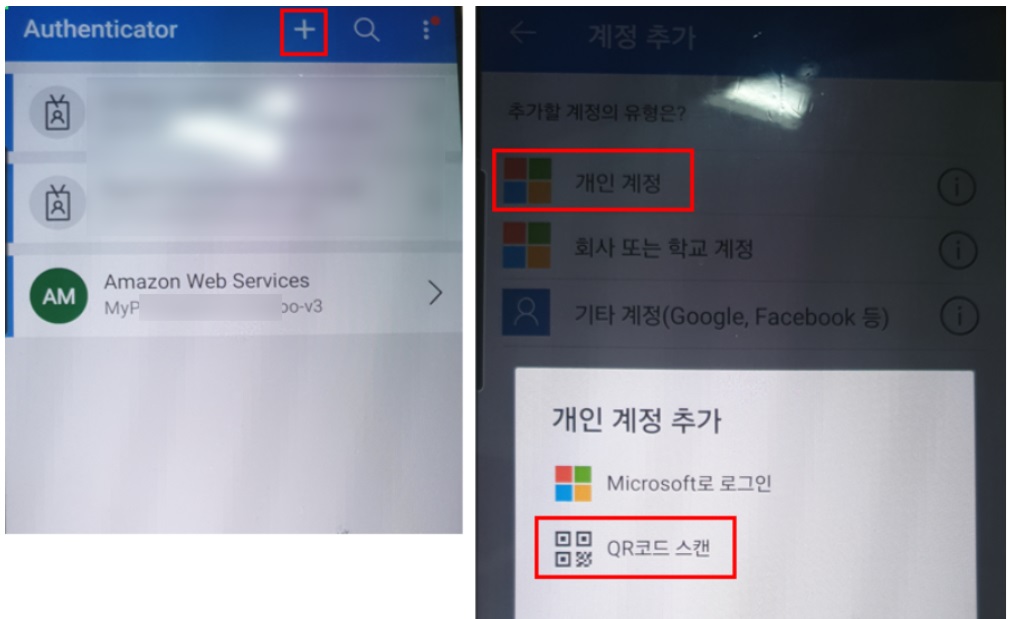 Authenticator
AM
Amazon Web Services
MyP
oo-v3
계정 추가
추가할 계정의 유형은?
개인 계정
회사 또는 학교 계정
기타 계정(Google, Facebook 등)
개인 계정 추가
Microsoft로 로그인
QR코드 스캔